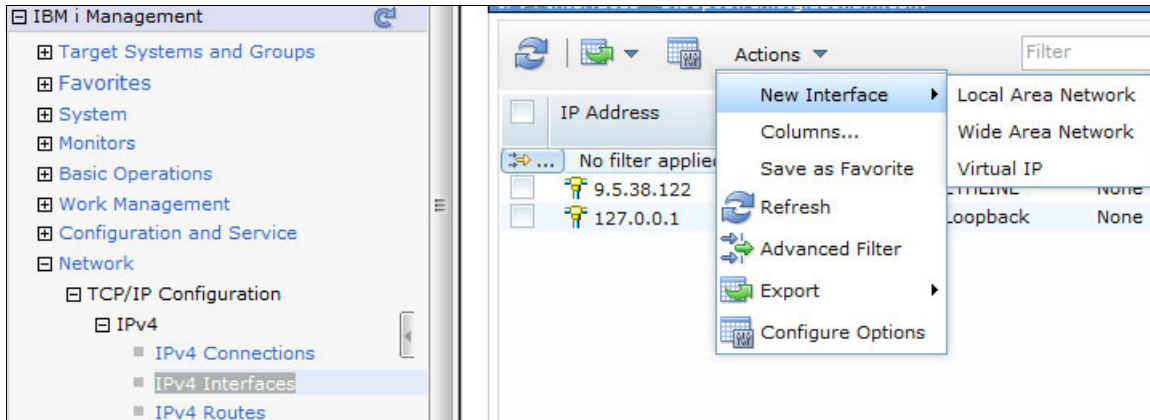 IBM i Management
Target Systems and Groups
Favorites
System
Monitors
Basic Operations
Work Management
Configuration and Service
Network
TCP/IP Configuration
IPv4
IPv4 Connections
IPv4 Interfaces
IPv4 Routes
Actions
Filter
IP Address
No filter applied
9.5.38.122
ETHLINE None
127.0.0.1
Loopback None
New Interface
Columns...
Save as Favorite
Refresh
Advanced Filter
Export
Configure Options
Local Area Network
Wide Area Network
Virtual IP